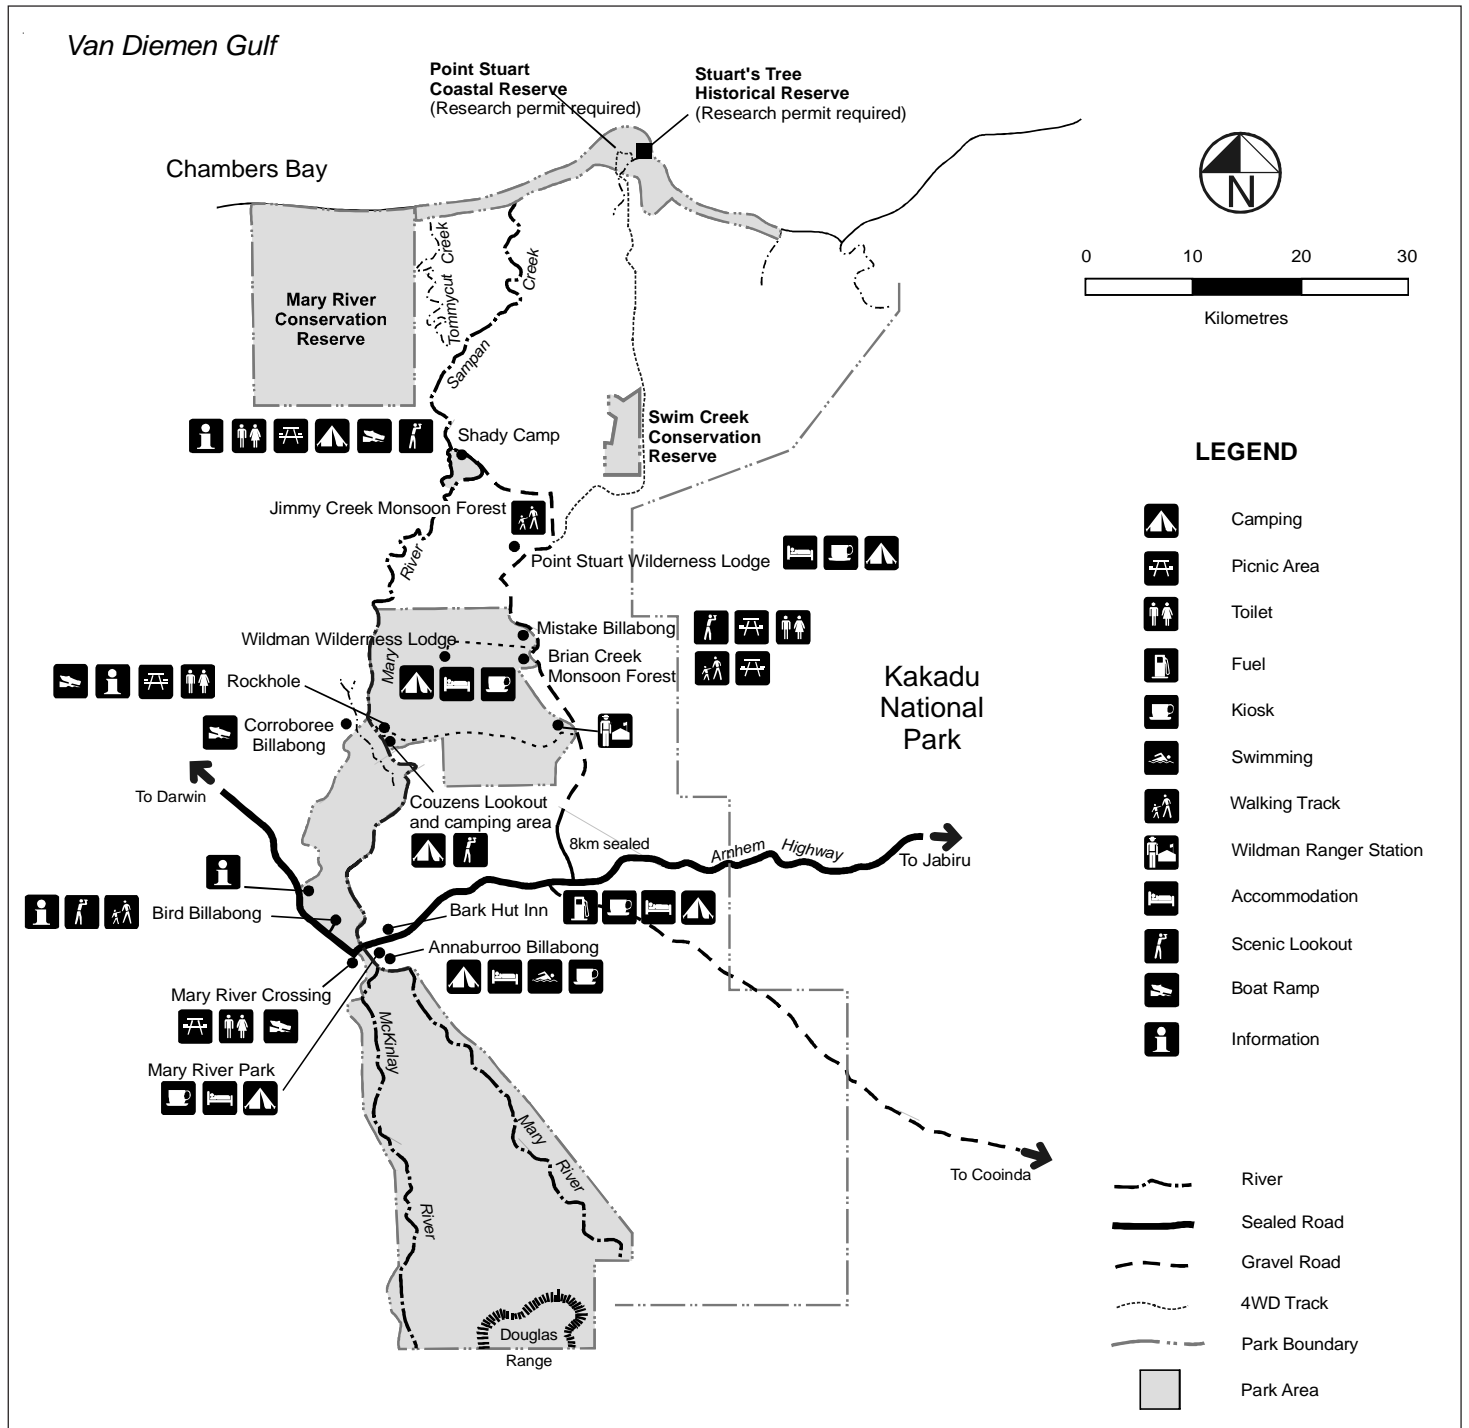 Van Diemen Gulf
Point Stuart
Coastal Reserve
(Research permit required)
Stuart's Tree
Historical Reserve
(Research permit required)
Chambers Bay
N
0 10 20 30
Kilometres
Tommycut Creek
Creek
Sampan
Mary River
Conservation
Reserve
Swim Creek
Conservation
Reserve
Shady Camp
Jimmy Creek Monsoon Forest
River
Point Stuart Wilderness Lodge
Mistake Billabong
Wildman Wilderness Lodge
Mary
Brian Creek
Monsoon Forest
Rockhole
Corroboree
Billabong
Kakadu
National
Park
To Darwin
Couzens Lookout
and camping area
8km sealed
Arnhem Highway
To Jabiru
Bird Billabong
Bark Hut Inn
Annaburroo Billabong
Mary River Crossing
McKinlay
Mary River Park
Mary
River
River
To Cooinda
Douglas
Range
LEGEND
Camping
Picnic Area
Toilet
Fuel
Kiosk
Swimming
Walking Track
Wildman Ranger Station
Accommodation
Scenic Lookout
Boat Ramp
Information
River
Sealed Road
Gravel Road
4WD Track
Park Boundary
Park Area